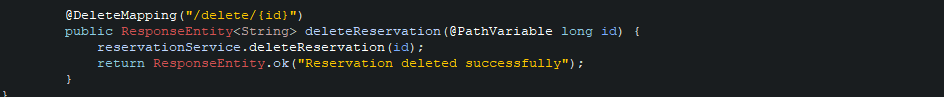 @DeleteMapping("/delete/{id}")
public ResponseEntity<String> deleteReservation(@PathVariable long id) {
reservationService.deleteReservation(id);
return ResponseEntity.ok("Reservation deleted successfully");
}
}